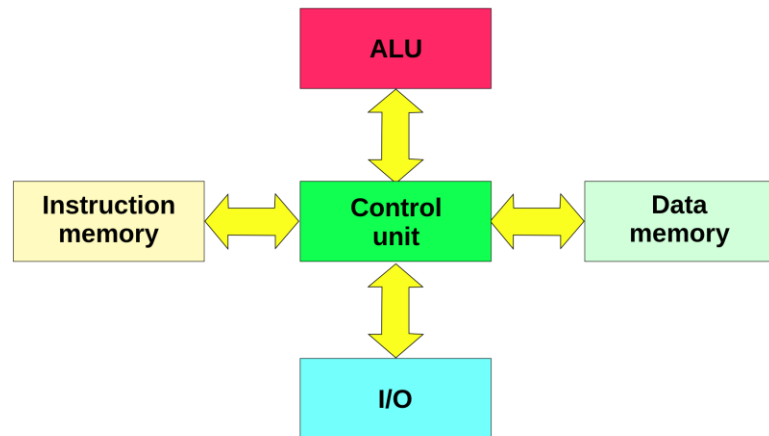 ALU
Instruction
memory
Control
unit
Data
memory
I/O